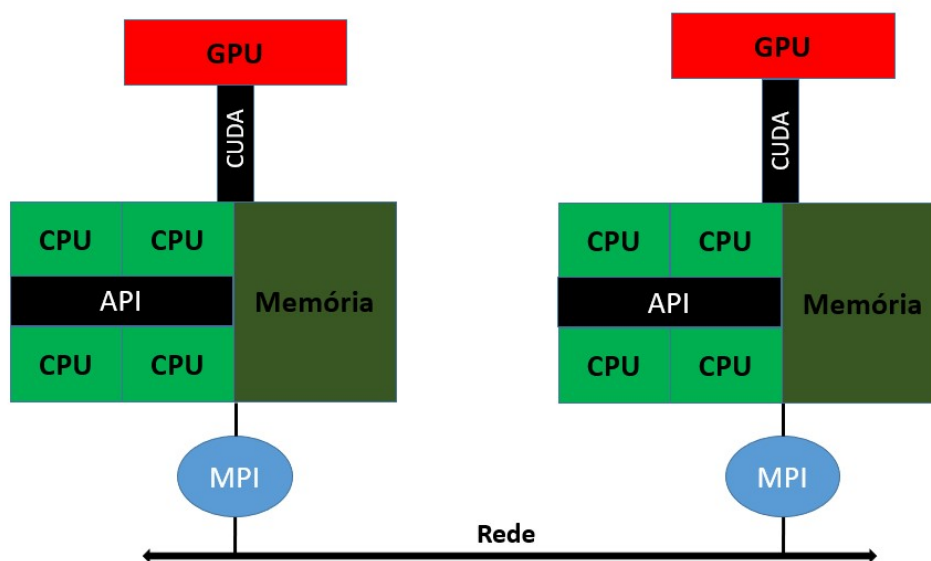 GPU
CUDA
CPU CPU
API
Memória
CPU CPU
MPI
GPU
CUDA
CPU CPU
API
Memória
CPU CPU
MPI
Rede